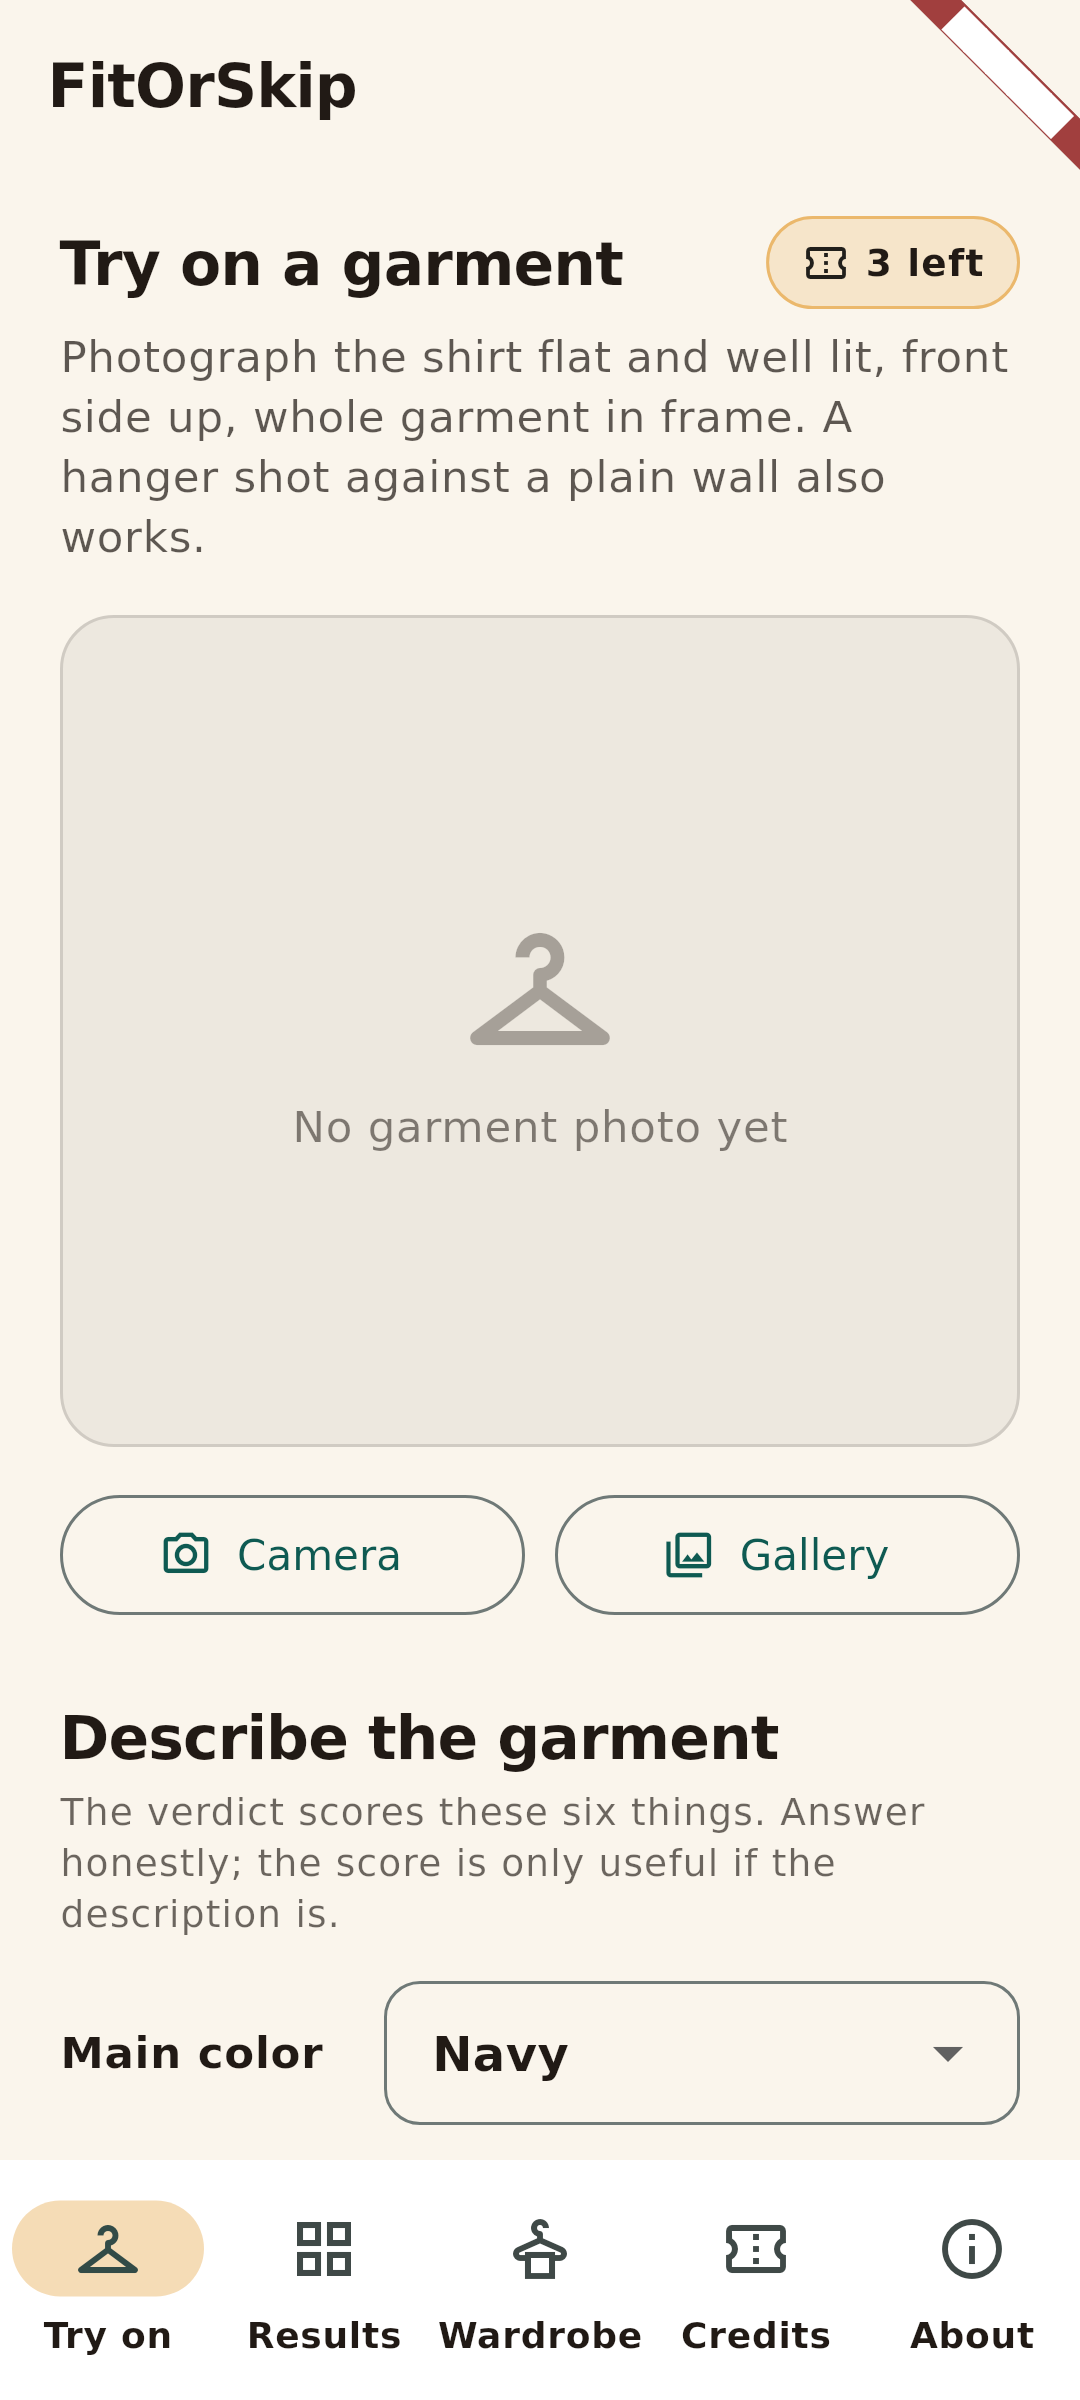 FitOrSkip
Try on a garment
3 left
Photograph the shirt flat and well lit, front
side up, whole garment in frame. A
hanger shot against a plain wall also
works.
No garment photo yet
Camera
Gallery
Describe the garment
The verdict scores these six things. Answer
honestly; the score is only useful if the
description is.
Main color
Navy
Try on
Results
Wardrobe
Credits
About